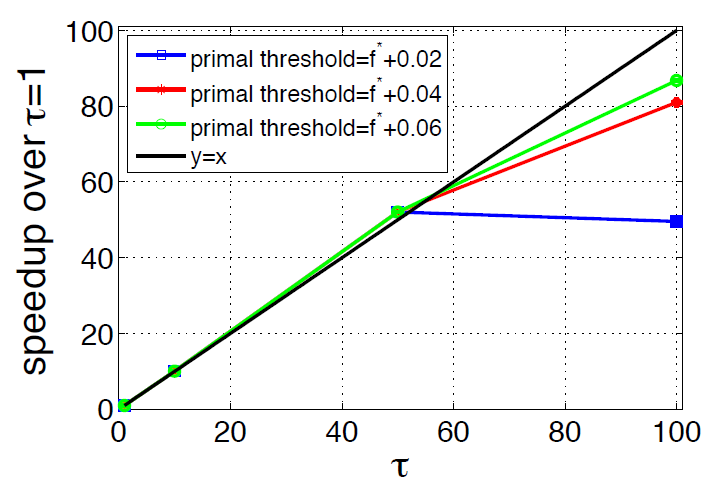 primal threshold=f*+0.02
primal threshold=f*+0.04
primal threshold=f*+0.06
y=x
speedup over τ=1
100
80
60
40
20
0
0 20 40 60 80 100
τ